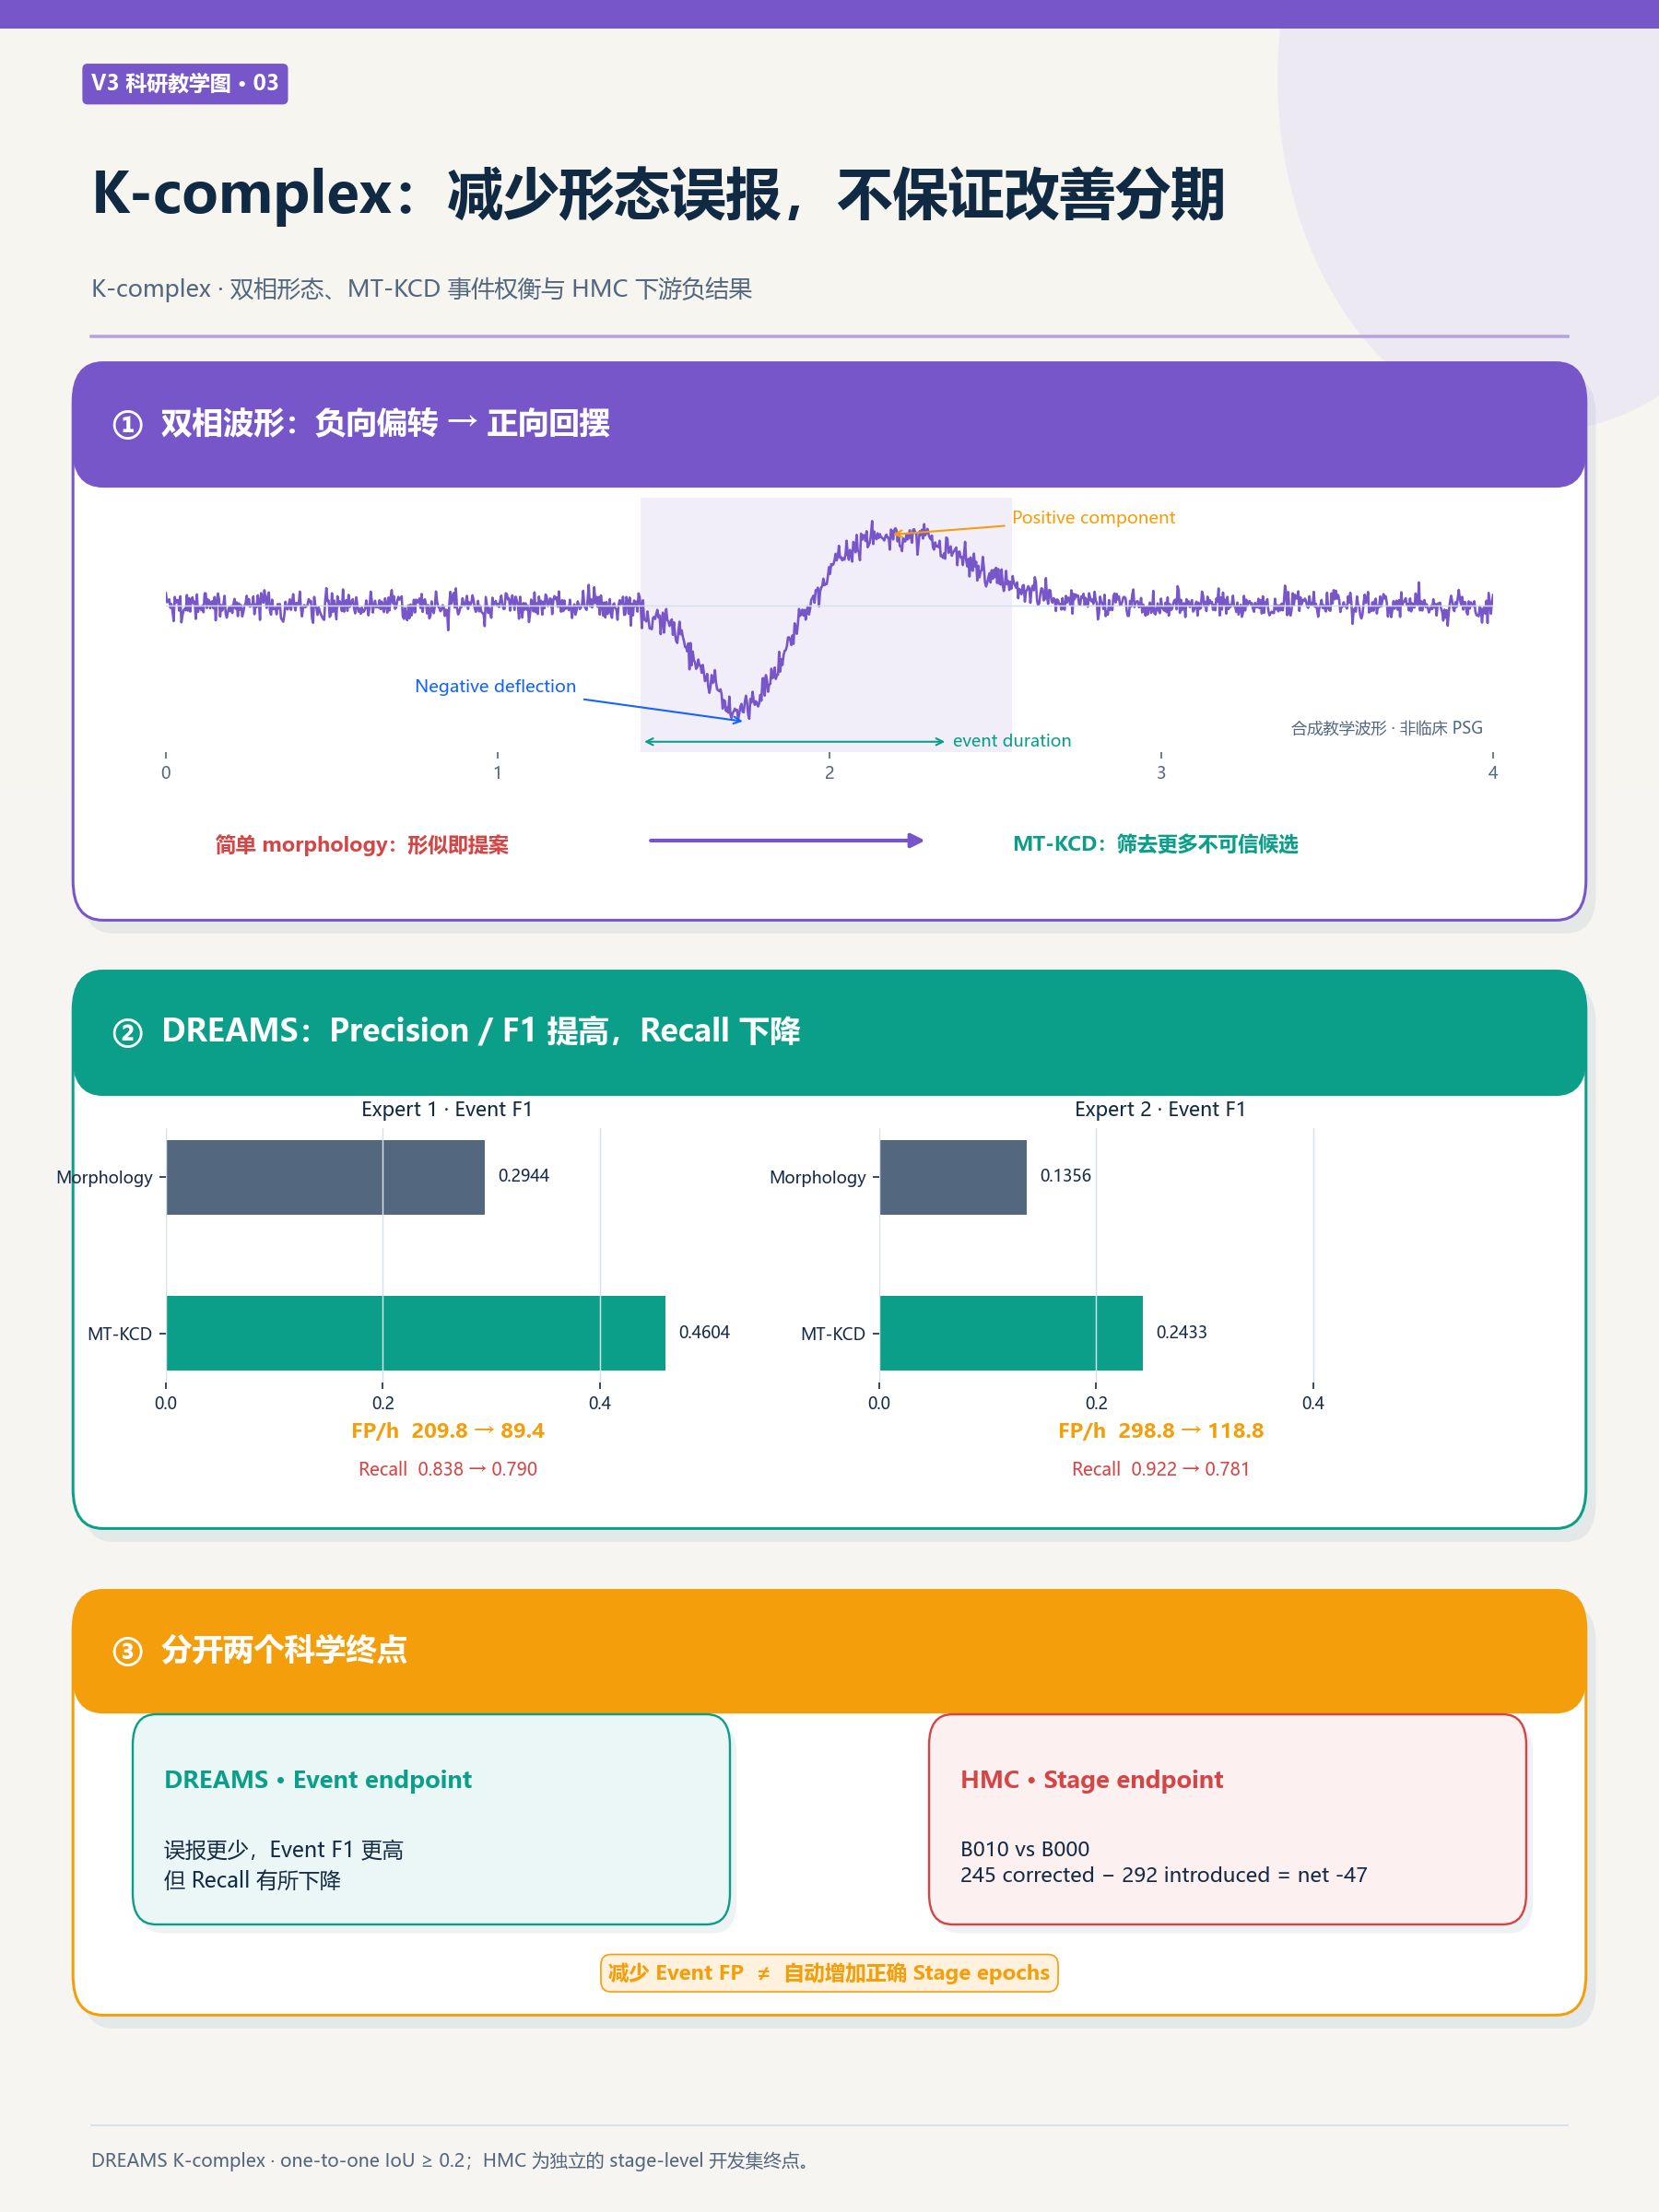 V3 科研教学图 • 03
K-complex：减少形态误报，不保证改善分期
K-complex · 双相形态、MT-KCD 事件权衡与 HMC 下游负结果
① 双相波形：负向偏转 → 正向回摆
Positive component
Negative deflection
合成教学波形 · 非临床 PSG
event duration
0 1 2 3 4
简单 morphology：形似即提案
MT-KCD：筛去更多不可信候选
② DREAMS：Precision / F1 提高，Recall 下降
Expert 1 · Event F1
Morphology
0.2944
MT-KCD
0.4604
0.0 0.2 0.4
FP/h 209.8 → 89.4
Recall 0.838 → 0.790
Expert 2 · Event F1
Morphology
0.1356
MT-KCD
0.2433
0.0 0.2 0.4
FP/h 298.8 → 118.8
Recall 0.922 → 0.781
③ 分开两个科学终点
DREAMS • Event endpoint
误报更少，Event F1 更高
但 Recall 有所下降
HMC • Stage endpoint
B010 vs B000
245 corrected − 292 introduced = net -47
减少 Event FP ≠ 自动增加正确 Stage epochs
DREAMS K-complex · one-to-one IoU ≥ 0.2；HMC 为独立的 stage-level 开发集终点。